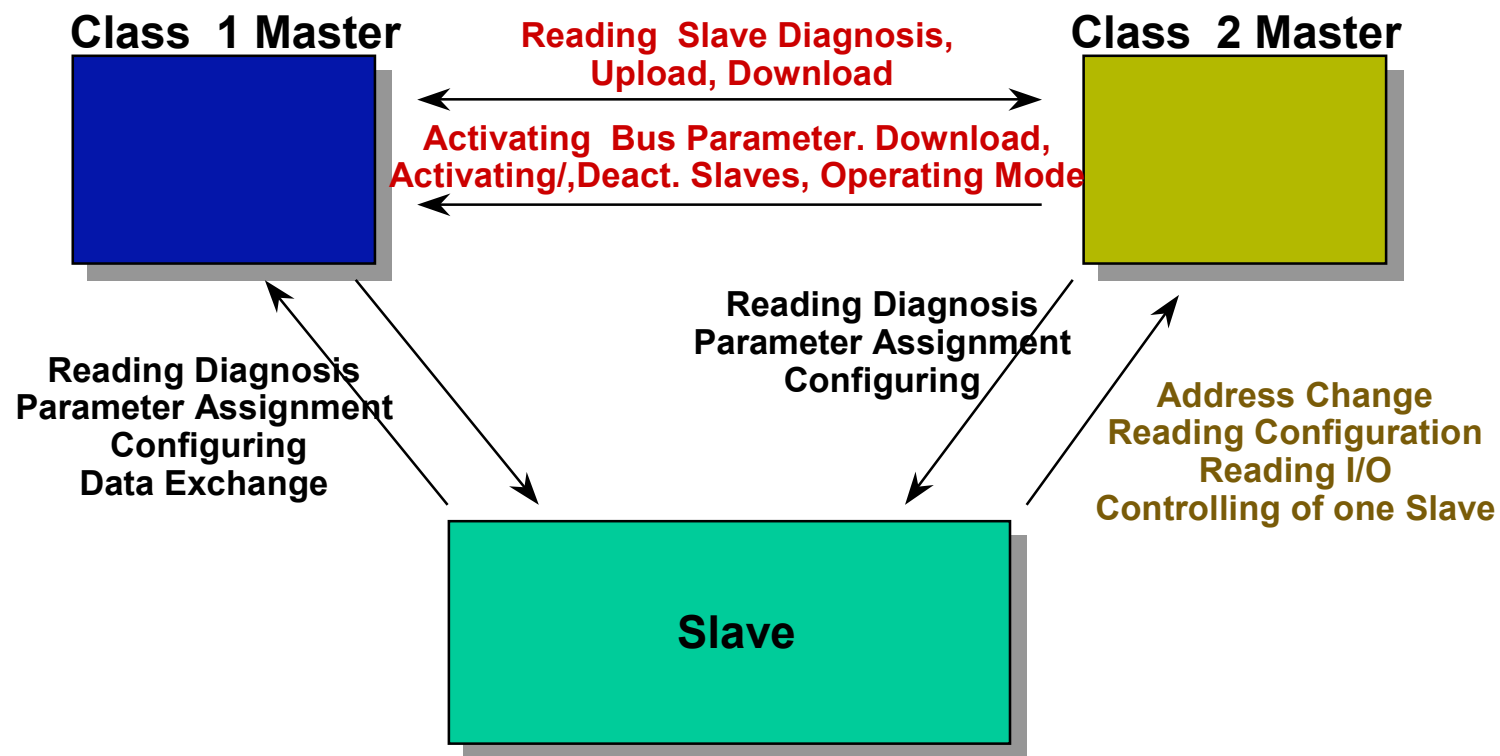 Class 1 Master
Reading Slave Diagnosis,
Upload, Download
Class 2 Master
Activating Bus Parameter. Download,
Activating/,Deact. Slaves, Operating Mode
Reading Diagnosis
Parameter Assignment
Configuring
Data Exchange
Reading Diagnosis
Parameter Assignment
Configuring
Address Change
Reading Configuration
Reading I/O
Controlling of one Slave
Slave